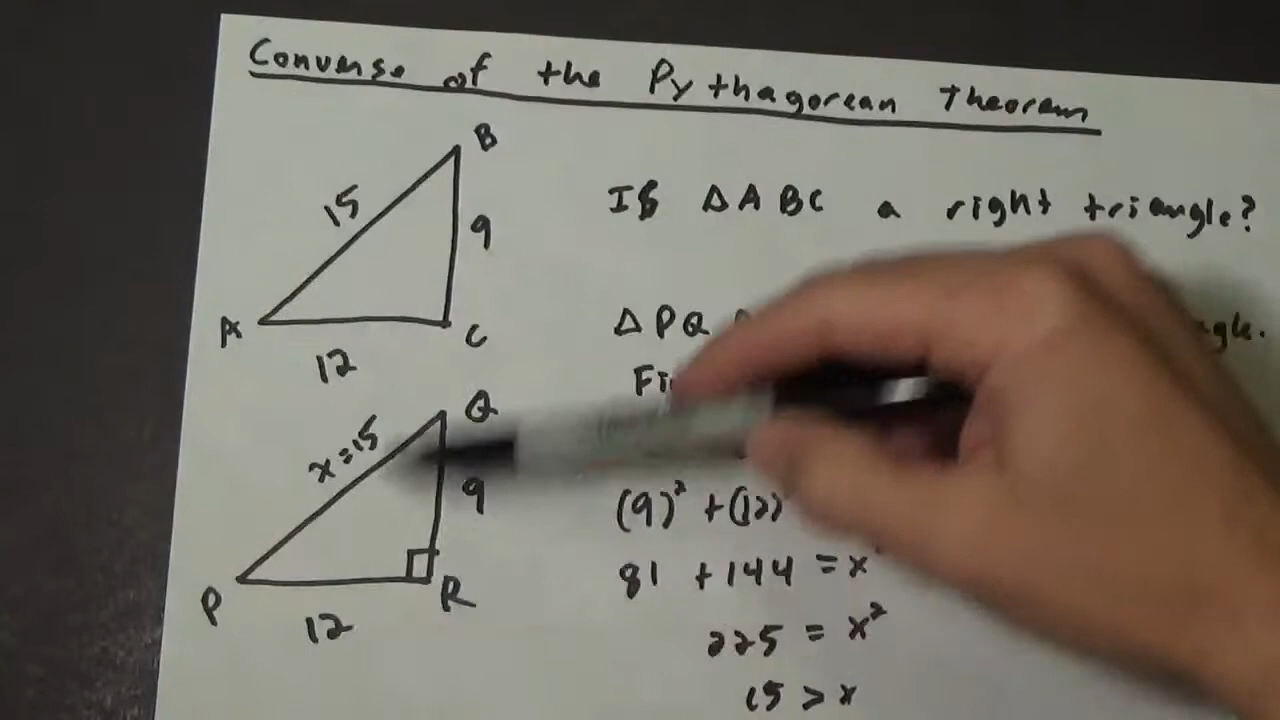 Converse of the Pythagorean Theorem
B
15
9
Is ΔABC a right triangle?
A
C
12
ΔPQ
Q
x=15
9
(9)² + (12)
81 + 144 = x
P
R
12
225 = x²
15 > x